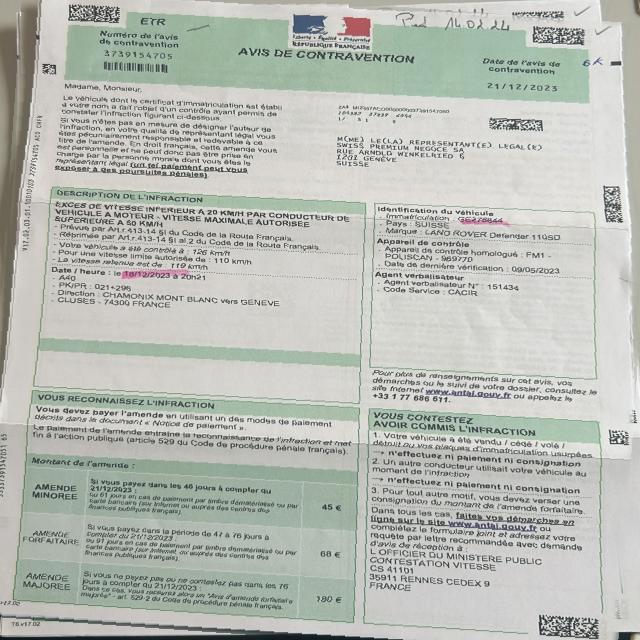 ETR
Numéro de l'avis
de contravention
3739154705
Liberté • Égalité • Fraternité
RÉPUBLIQUE FRANÇAISE
AVIS DE CONTRAVENTION
14.02.24
Date de l'avis de
contravention
21/12/2023
Madame, Monsieur,
Le véhicule dont le certificat d'immatriculation est établi
à votre nom a fait l'objet d'un contrôle ayant permis de
constater l'infraction figurant ci-dessous.
Si vous n'êtes pas en mesure de désigner l'auteur de
l'infraction, en votre qualité de représentant légal vous
êtes pécuniairement responsable et redevable à ce
titre de l'amende. En droit français, cette amende vous
est personnelle et ne peut donc pas être prise en
charge par la personne morale dont vous êtes le
représentant légal (un tel paiement peut vous
exposer à des poursuites pénales)
M(ME) LE(LA) REPRESENTANT(E) LEGAL(E)
SWISS PREMIUM NEGOCE SA
RUE ARNOLD WINKELRIED 6
1201 GENEVE
SUISSE
DESCRIPTION DE L'INFRACTION
EXCES DE VITESSE INFERIEUR A 20 KM/H PAR CONDUCTEUR DE
VEHICULE A MOTEUR - VITESSE MAXIMALE AUTORISEE
SUPERIEURE A 50 KM/H
- Prévue par Art.r.413-14 §I du Code de la Route Français.
- Réprimée par Art.r.413-14 §I al.2 du Code de la Route Français.
- Votre véhicule a été contrôlé à : 126 km/h
- Pour une vitesse limite autorisée de : 110 km/h
- La vitesse retenue est de : 119 km/h
Date / heure : le 18/12/2023 à 20h21
- A40
- PK/PR : 021+296
- Direction : CHAMONIX MONT BLANC vers GENEVE
- CLUSES - 74300 FRANCE
Identification du véhicule
- Immatriculation :
- Pays : SUISSE
- Marque : LAND ROVER Defender 110SD
Appareil de contrôle
- Appareil de contrôle homologué : FM1 -
POLISCAN - 969770
- Date de dernière vérification : 09/05/2023
Agent verbalisateur
- Agent verbalisateur N° : 151434
- Code Service : CACIR
Pour plus de renseignements sur cet avis, vos
démarches ou le suivi de votre dossier, consultez le
site Internet www.antai.gouv.fr ou appelez le
+33 1 77 686 611.
VOUS RECONNAISSEZ L'INFRACTION
Vous devez payer l'amende en utilisant un des modes de paiement
décrits dans le document « Notice de paiement ».
Le paiement de l'amende entraîne la reconnaissance de l'infraction et met
fin à l'action publique (article 529 du Code de procédure pénale français).
Montant de l'amende :
AMENDE
MINOREE
Si vous payez dans les 46 jours à compter du
21/12/2023 :
ou 61 jours en cas de paiement par timbre dématérialisé ou par
carte bancaire (sur Internet ou auprès des centres des
finances publiques français).
45 €
AMENDE
FORFAITAIRE
Si vous payez dans la période de 47 à 76 jours à
compter du 21/12/2023 :
ou 91 jours en cas de paiement par timbre dématérialisé ou par
carte bancaire (sur Internet ou auprès des centres des
finances publiques français).
68 €
AMENDE
MAJOREE
Si vous ne payez pas ou ne contestez pas dans les 76
jours à compter du 21/12/2023 :
Dans ce cas, vous recevrez alors un "Avis d'amende forfaitaire
majorée" - art. 529-2 du Code de procédure pénale français.
180 €
VOUS CONTESTEZ
AVOIR COMMIS L'INFRACTION
1. Votre véhicule a été vendu / cédé / volé /
détruit ou vos plaques d'immatriculation usurpées
→ n'effectuez ni paiement ni consignation
2. Un autre conducteur utilisait votre véhicule au
moment de l'infraction
→ n'effectuez ni paiement ni consignation
3. Pour tout autre motif, vous devez verser une
consignation du montant de l'amende forfaitaire.
Dans tous les cas, faites vos démarches en
ligne sur le site www.antai.gouv.fr ou
complétez le formulaire joint et adressez votre
requête par lettre recommandée avec demande
d'avis de réception à :
L OFFICIER DU MINISTERE PUBLIC
CONTESTATION VITESSE
CS 41101
35911 RENNES CEDEX 9
FRANCE